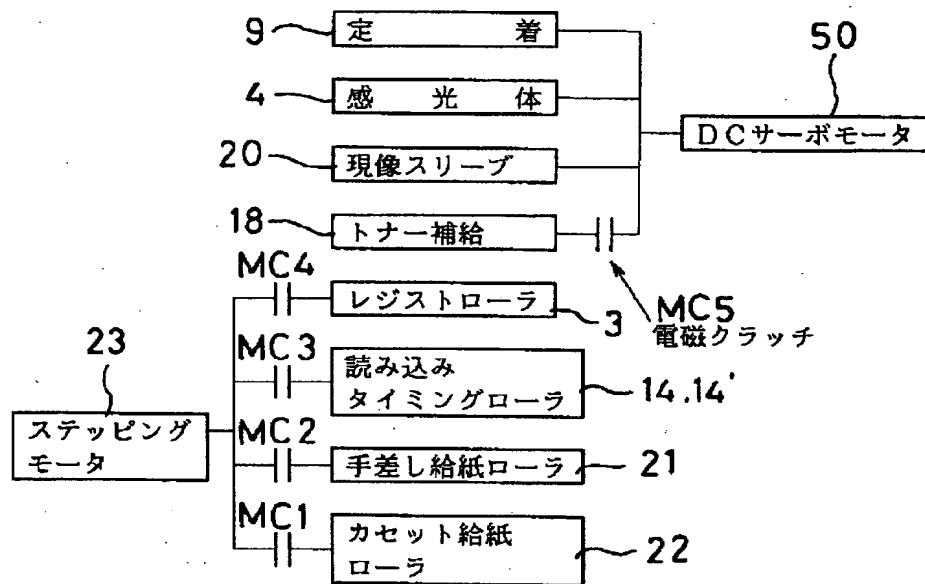 9
定着
50
4
感光体
DCサーボモータ
20
現像スリーブ
18
トナー補給
MC4
レジストローラ
3
MC5
電磁クラッチ
23
MC3
読み込み
タイミングローラ
14.14'
ステッピング
モータ
MC2
手差し給紙ローラ
21
MC1
カセット給紙
ローラ
22